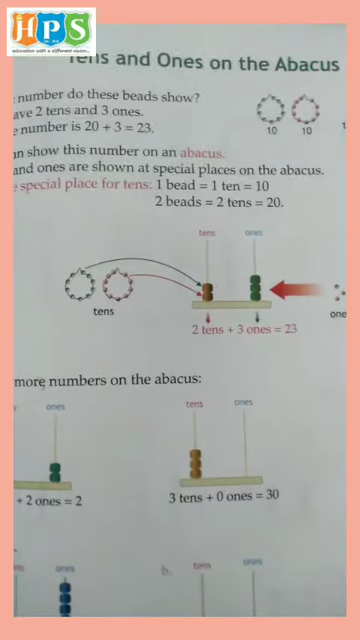 HPS
education with a different vision...
Tens and Ones on the Abacus
number do these beads show?
ave 2 tens and 3 ones.
number is 20 + 3 = 23.
10 10 1
an show this number on an abacus.
and ones are shown at special places on the abacus.
special place for tens: 1 bead = 1 ten = 10
2 beads = 2 tens = 20.
tens ones
tens
one
2 tens + 3 ones = 23
more numbers on the abacus:
ones
tens ones
+ 2 ones = 2
3 tens + 0 ones = 30
ones
b. tens ones